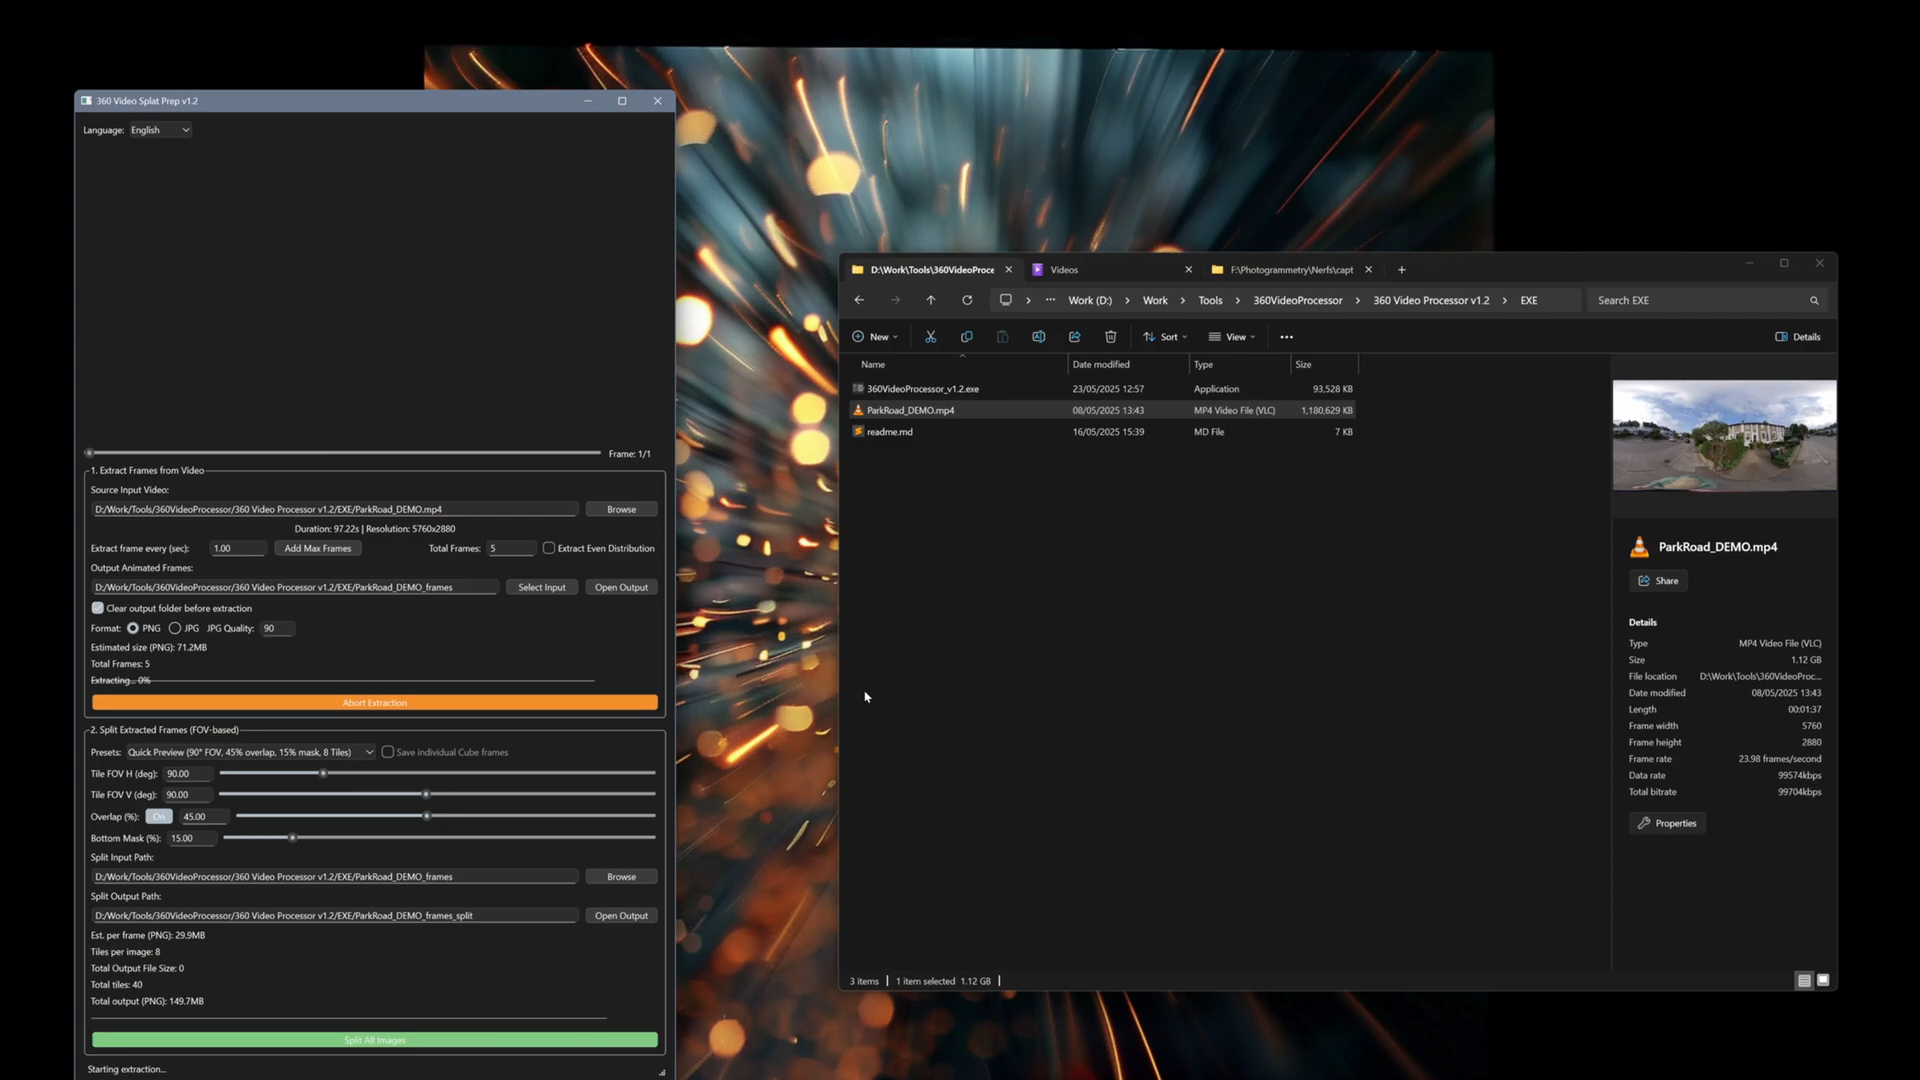 360 Video Splat Prep v1.2
Language: English
Frame: 1/1
1. Extract Frames from Video
Source Input Video:
D:/Work/Tools/360VideoProcessor/360 Video Processor v1.2/EXE/ParkRoad_DEMO.mp4 Browse
Duration: 97.22s | Resolution: 5760x2880
Extract frame every (sec): 1.00 Add Max Frames Total Frames: 5 Extract Even Distribution
Output Animated Frames:
D:/Work/Tools/360VideoProcessor/360 Video Processor v1.2/EXE/ParkRoad_DEMO_frames Select Input Open Output
Clear output folder before extraction
Format: PNG JPG JPG Quality: 90
Estimated size (PNG): 71.2MB
Total Frames: 5
Extracting... 0%
Abort Extraction
2. Split Extracted Frames (FOV-based)
Presets: Quick Preview (90° FOV, 45% overlap, 15% mask, 8 Tiles) Save individual Cube frames
Tile FOV H (deg): 90.00
Tile FOV V (deg): 90.00
Overlap (%): On 45.00
Bottom Mask (%): 15.00
Split Input Path:
D:/Work/Tools/360VideoProcessor/360 Video Processor v1.2/EXE/ParkRoad_DEMO_frames Browse
Split Output Path:
D:/Work/Tools/360VideoProcessor/360 Video Processor v1.2/EXE/ParkRoad_DEMO_frames_split Open Output
Est. per frame (PNG): 29.9MB
Tiles per image: 8
Total Output File Size: 0
Total tiles: 40
Total output (PNG): 149.7MB
Split All Images
Starting extraction...
D:\Work\Tools\360VideoProce Videos F:\Photogrammetry\Nerfs\capt
... Work (D:) > Work > Tools > 360VideoProcessor > 360 Video Processor v1.2 > EXE Search EXE
New Sort View ... Details
Name Date modified Type Size
360VideoProcessor_v1.2.exe 23/05/2025 12:57 Application 93,528 KB
ParkRoad_DEMO.mp4 08/05/2025 13:43 MP4 Video File (VLC) 1,180,629 KB
readme.md 16/05/2025 15:39 MD File 7 KB
ParkRoad_DEMO.mp4
Share
Details
Type MP4 Video File (VLC)
Size 1.12 GB
File location D:\Work\Tools\360VideoProc...
Date modified 08/05/2025 13:43
Length 00:01:37
Frame width 5760
Frame height 2880
Frame rate 23.98 frames/second
Data rate 99574kbps
Total bitrate 99704kbps
Properties
3 items 1 item selected 1.12 GB